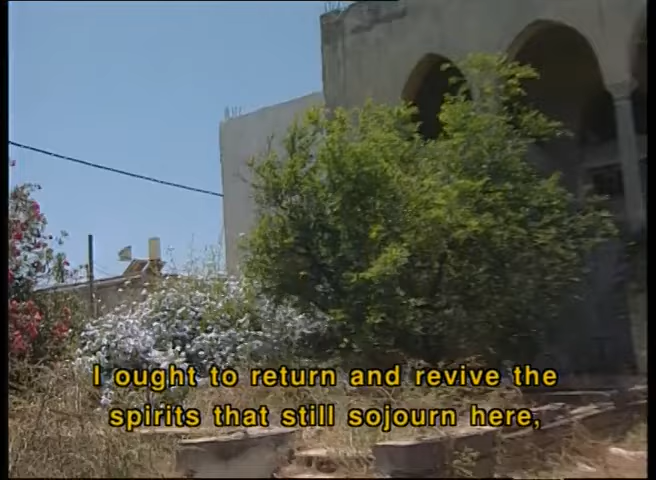 I ought to return and revive the
spirits that still sojourn here,